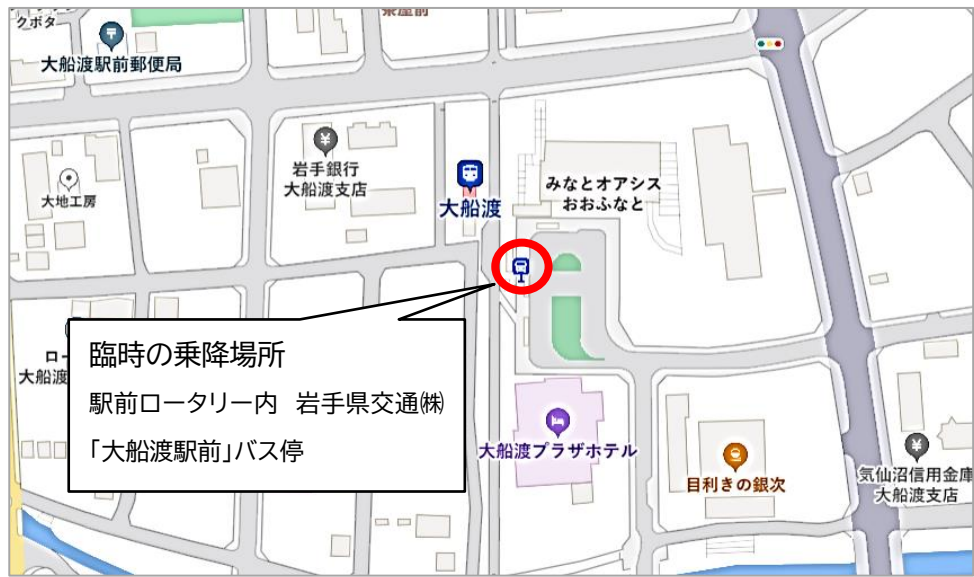 クボタ
大船渡駅前郵便局
茶屋前
岩手銀行
大船渡支店
大地工房
大船渡
みなとオアシス
おおふなと
臨時の乗降場所
駅前ロータリー内　岩手県交通㈱
「大船渡駅前」バス停
ロー
大船渡
大船渡プラザホテル
目利きの銀次
気仙沼信用金庫
大船渡支店